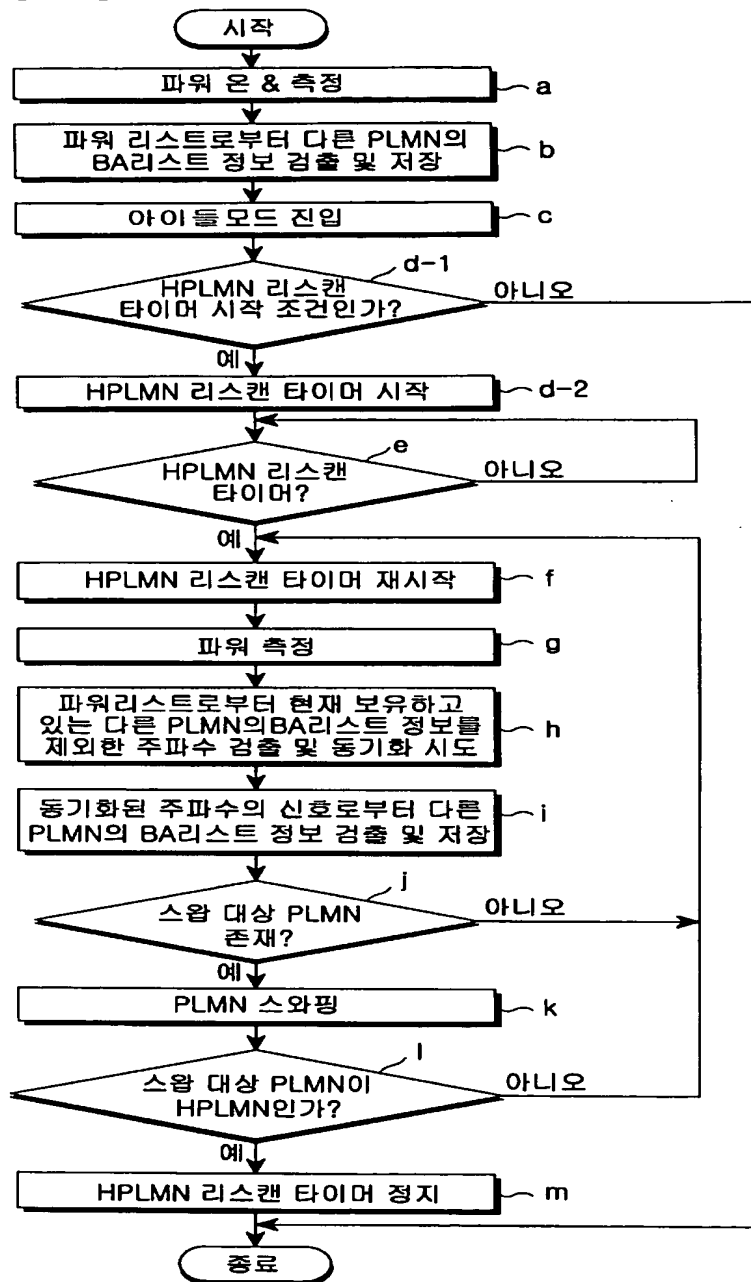 시작
파워 온 & 측정
a
파워 리스트로부터 다른 PLMN의
BA리스트 정보 검출 및 저장
b
아이들모드 진입
c
d-1
HPLMN 리스캔
타이머 시작 조건인가?
아니오
예
HPLMN 리스캔 타이머 시작
d-2
e
HPLMN 리스캔
타이머?
아니오
예
HPLMN 리스캔 타이머 재시작
f
파워 측정
g
파워리스트로부터 현재 보유하고
있는 다른 PLMN의BA리스트 정보를
제외한 주파수 검출 및 동기화 시도
h
동기화된 주파수의 신호로부터 다른
PLMN의 BA리스트 정보 검출 및 저장
i
j
스왑 대상 PLMN
존재?
아니오
예
PLMN 스와핑
k
l
스왑 대상 PLMN이
HPLMN인가?
아니오
예
HPLMN 리스캔 타이머 정지
m
종료